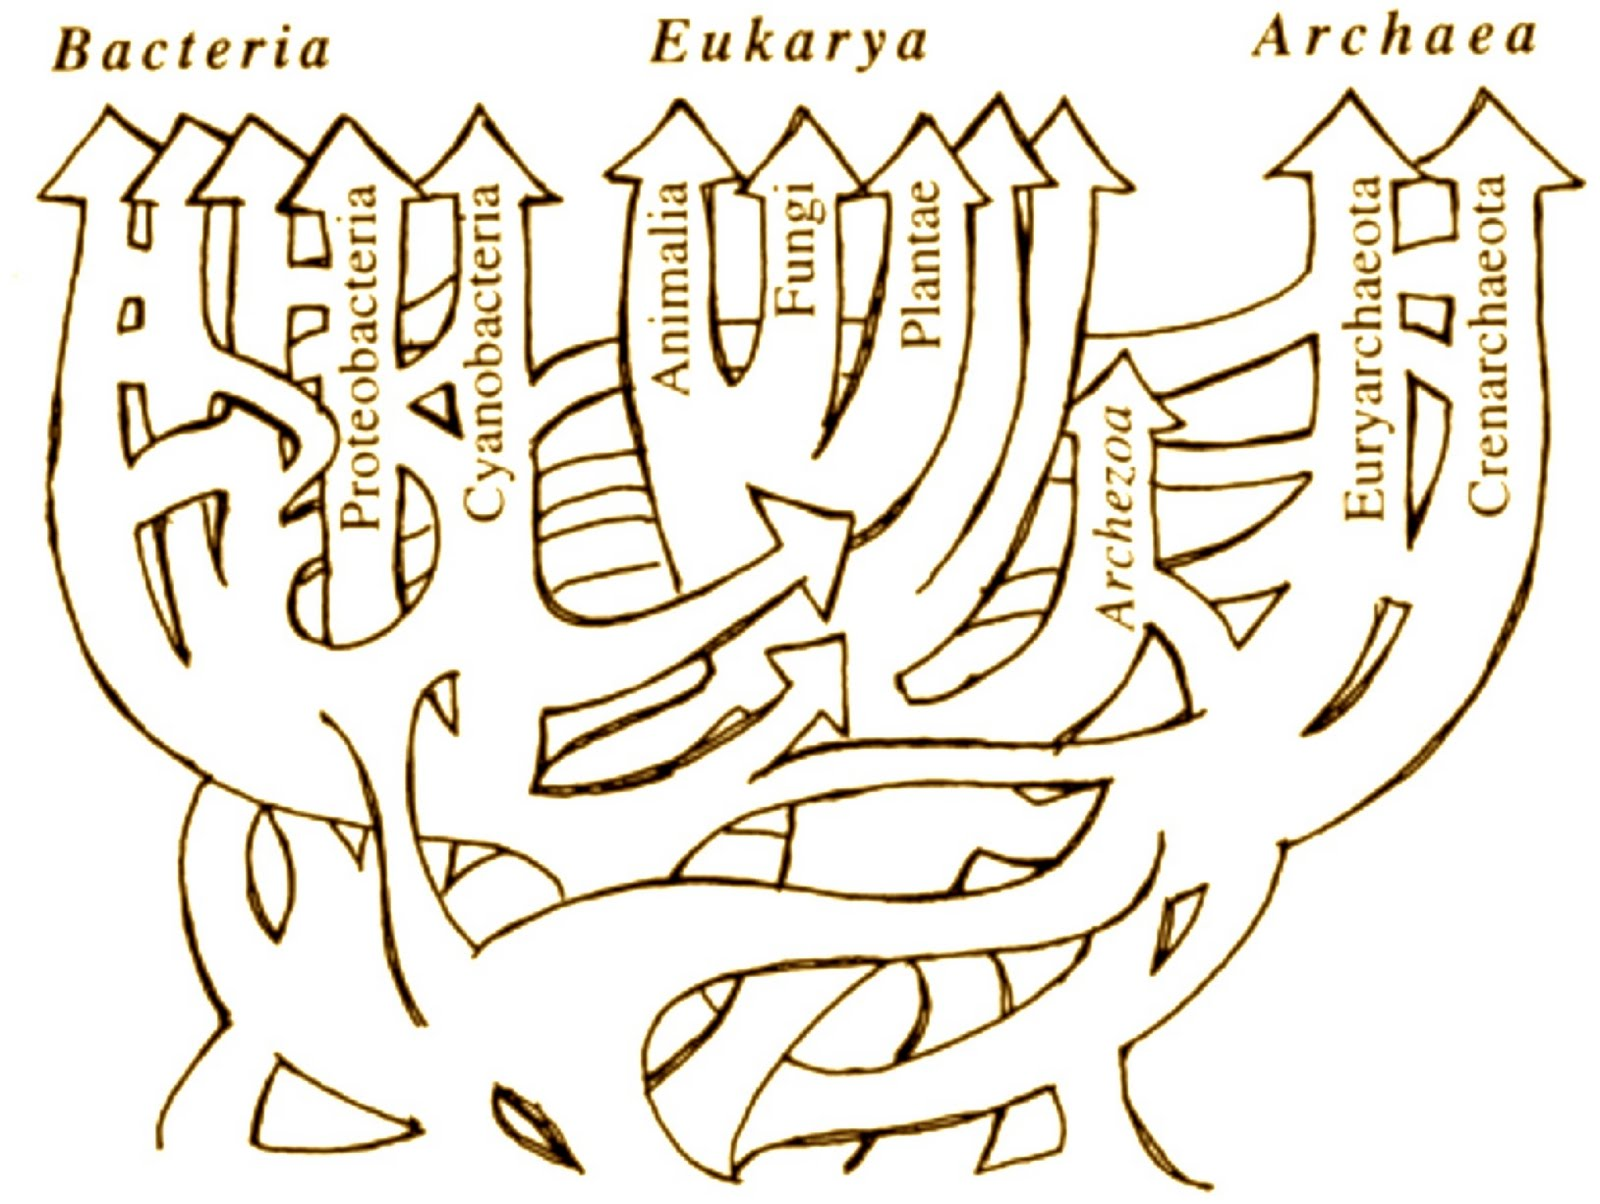 Bacteria
Eukarya
Archaea
Proteobacteria
Cyanobacteria
Animalia
Fungi
Plantae
Archezoa
Euryarchaeota
Crenarchaeota